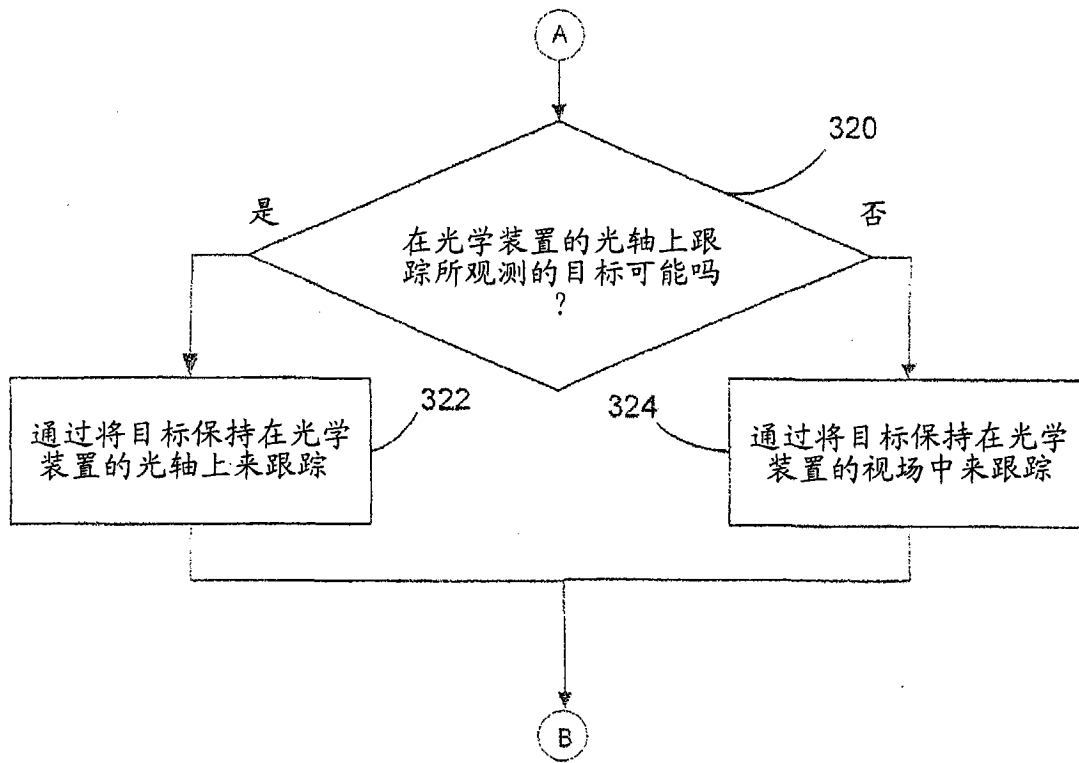 A
320
是
否
在光学装置的光轴上跟
踪所观测的目标可能吗
?
322
324
通过将目标保持在光学
装置的光轴上来跟踪
通过将目标保持在光学
装置的视场中来跟踪
B